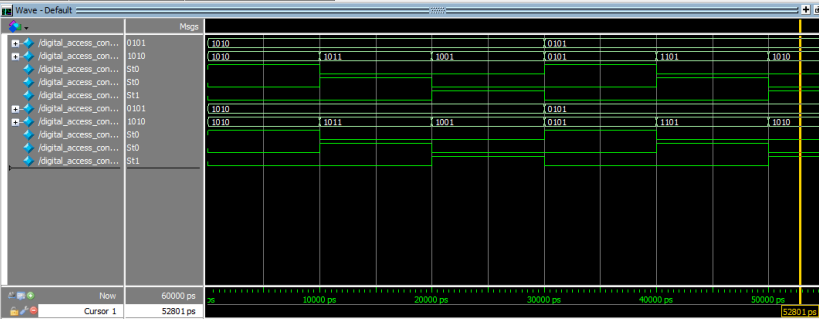 Wave - Default
Msgs
/digital_access_con... 0101 1010 0101
/digital_access_con... 1010 1010 1011 1001 0101 1101 1010
/digital_access_con... St0
/digital_access_con... St0
/digital_access_con... St1
/digital_access_con... 0101 1010 0101
/digital_access_con... 1010 1010 1011 1001 0101 1101 1010
/digital_access_con... St0
/digital_access_con... St0
/digital_access_con... St1
Now 60000 ps ps 10000 ps 20000 ps 30000 ps 40000 ps 50000 ps
Cursor 1 52801 ps 52801 ps